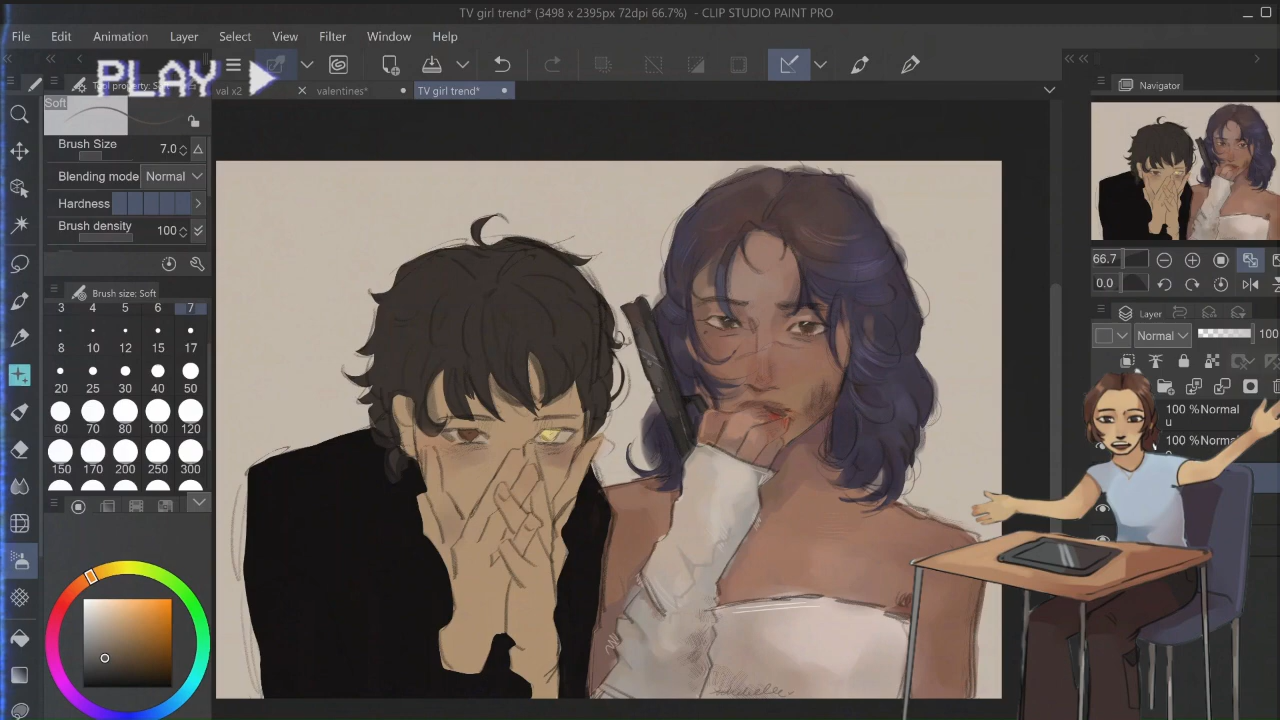 TV girl trend* (3498 x 2395px 72dpi 66.7%) - CLIP STUDIO PAINT PRO
File Edit Animation Layer Select View Filter Window Help
PLAY
val x2 valentines* TV girl trend*
Soft
Brush Size 7.0
Blending mode Normal
Hardness
Brush density 100
Brush size: Soft
3 4 5 6 7
8 10 12 15 17
20 25 30 40 50
60 70 80 100 120
150 170 200 250 300
Navigator
66.7
0.0
Layer
Normal 100
100 %Normal
u
100 %Norma